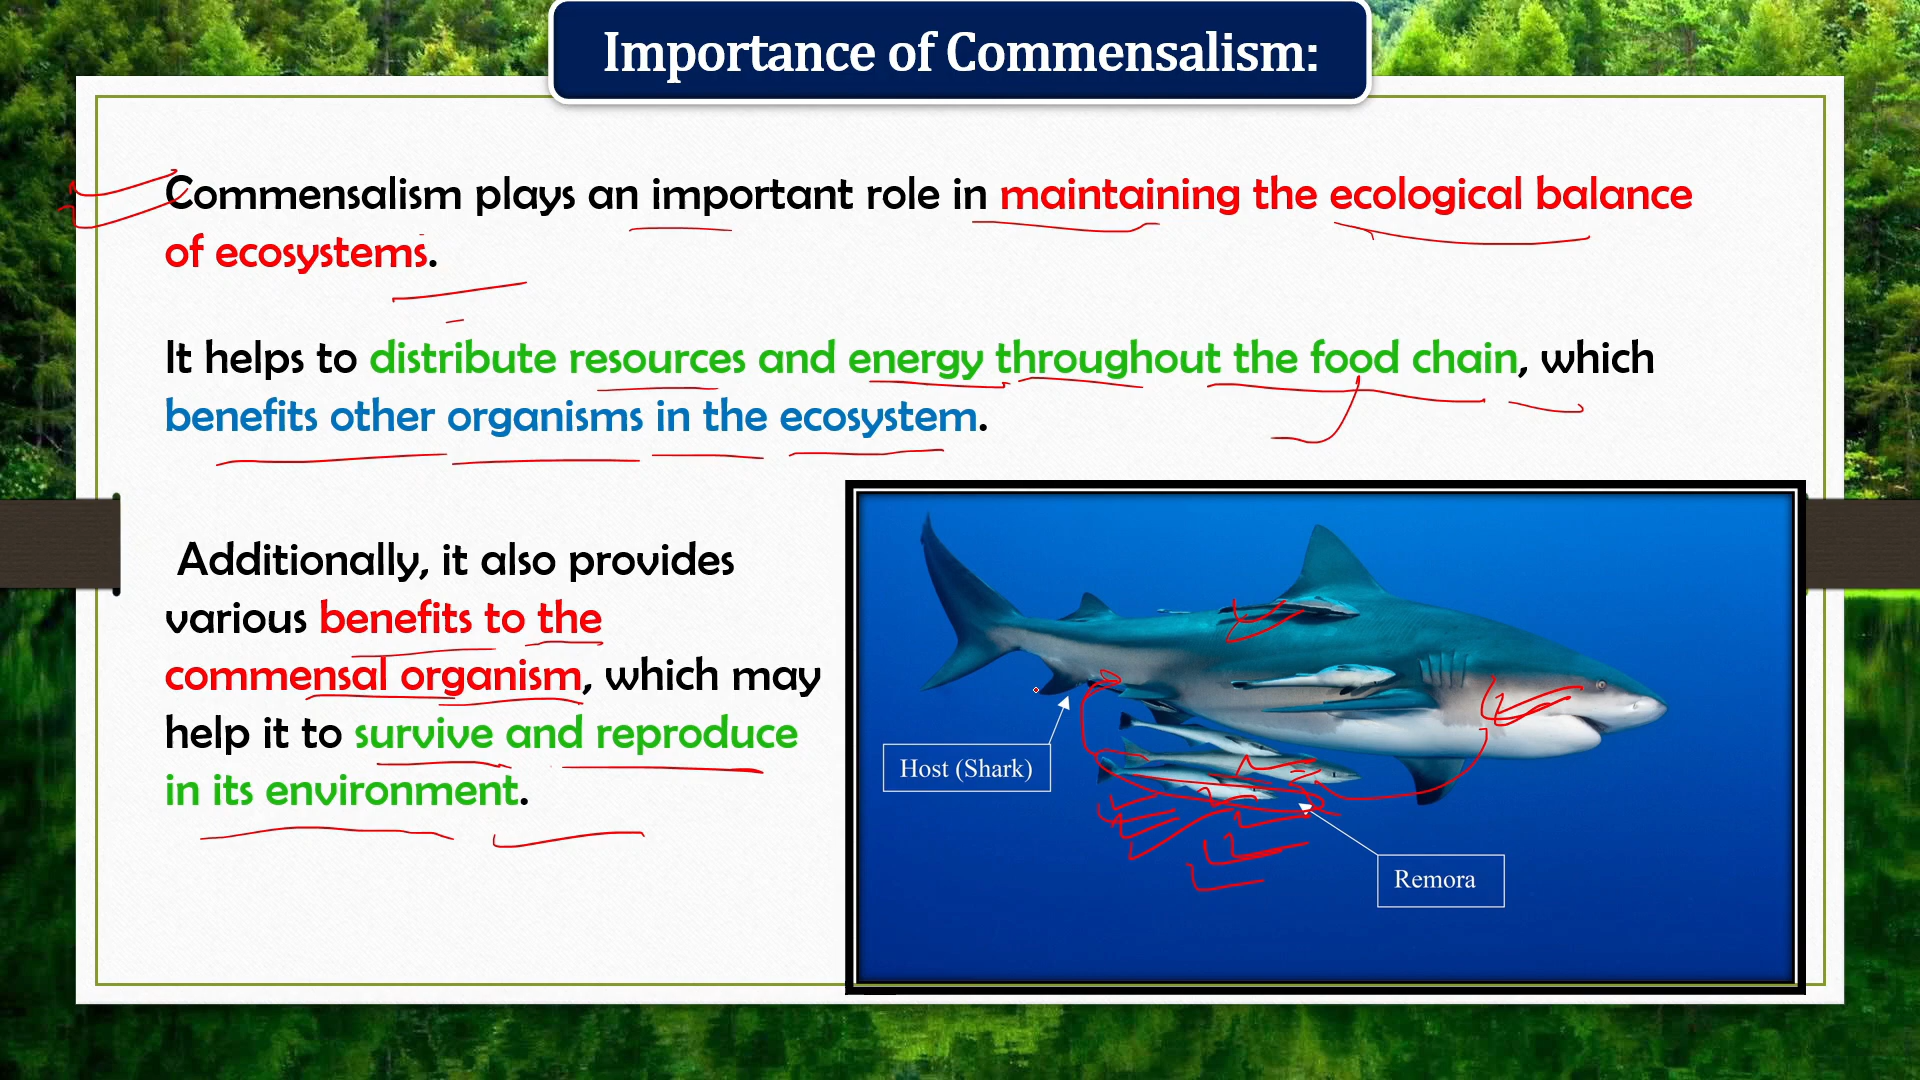 Importance of Commensalism:
Commensalism plays an important role in maintaining the ecological balance
of ecosystems.
It helps to distribute resources and energy throughout the food chain, which
benefits other organisms in the ecosystem.
Additionally, it also provides
various benefits to the
commensal organism, which may
help it to survive and reproduce
in its environment.
Host (Shark)
Remora